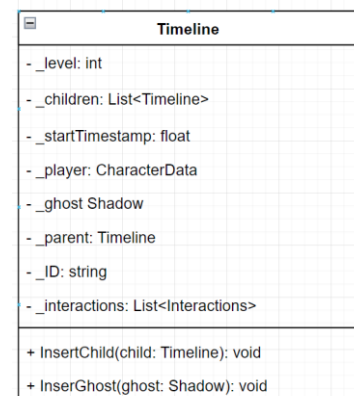 Timeline
- _level: int
- _children: List<Timeline>
- _startTimestamp: float
- _player: CharacterData
- _ghost Shadow
- _parent: Timeline
- _ID: string
- _interactions: List<Interactions>
+ InsertChild(child: Timeline): void
+ InserGhost(ghost: Shadow): void